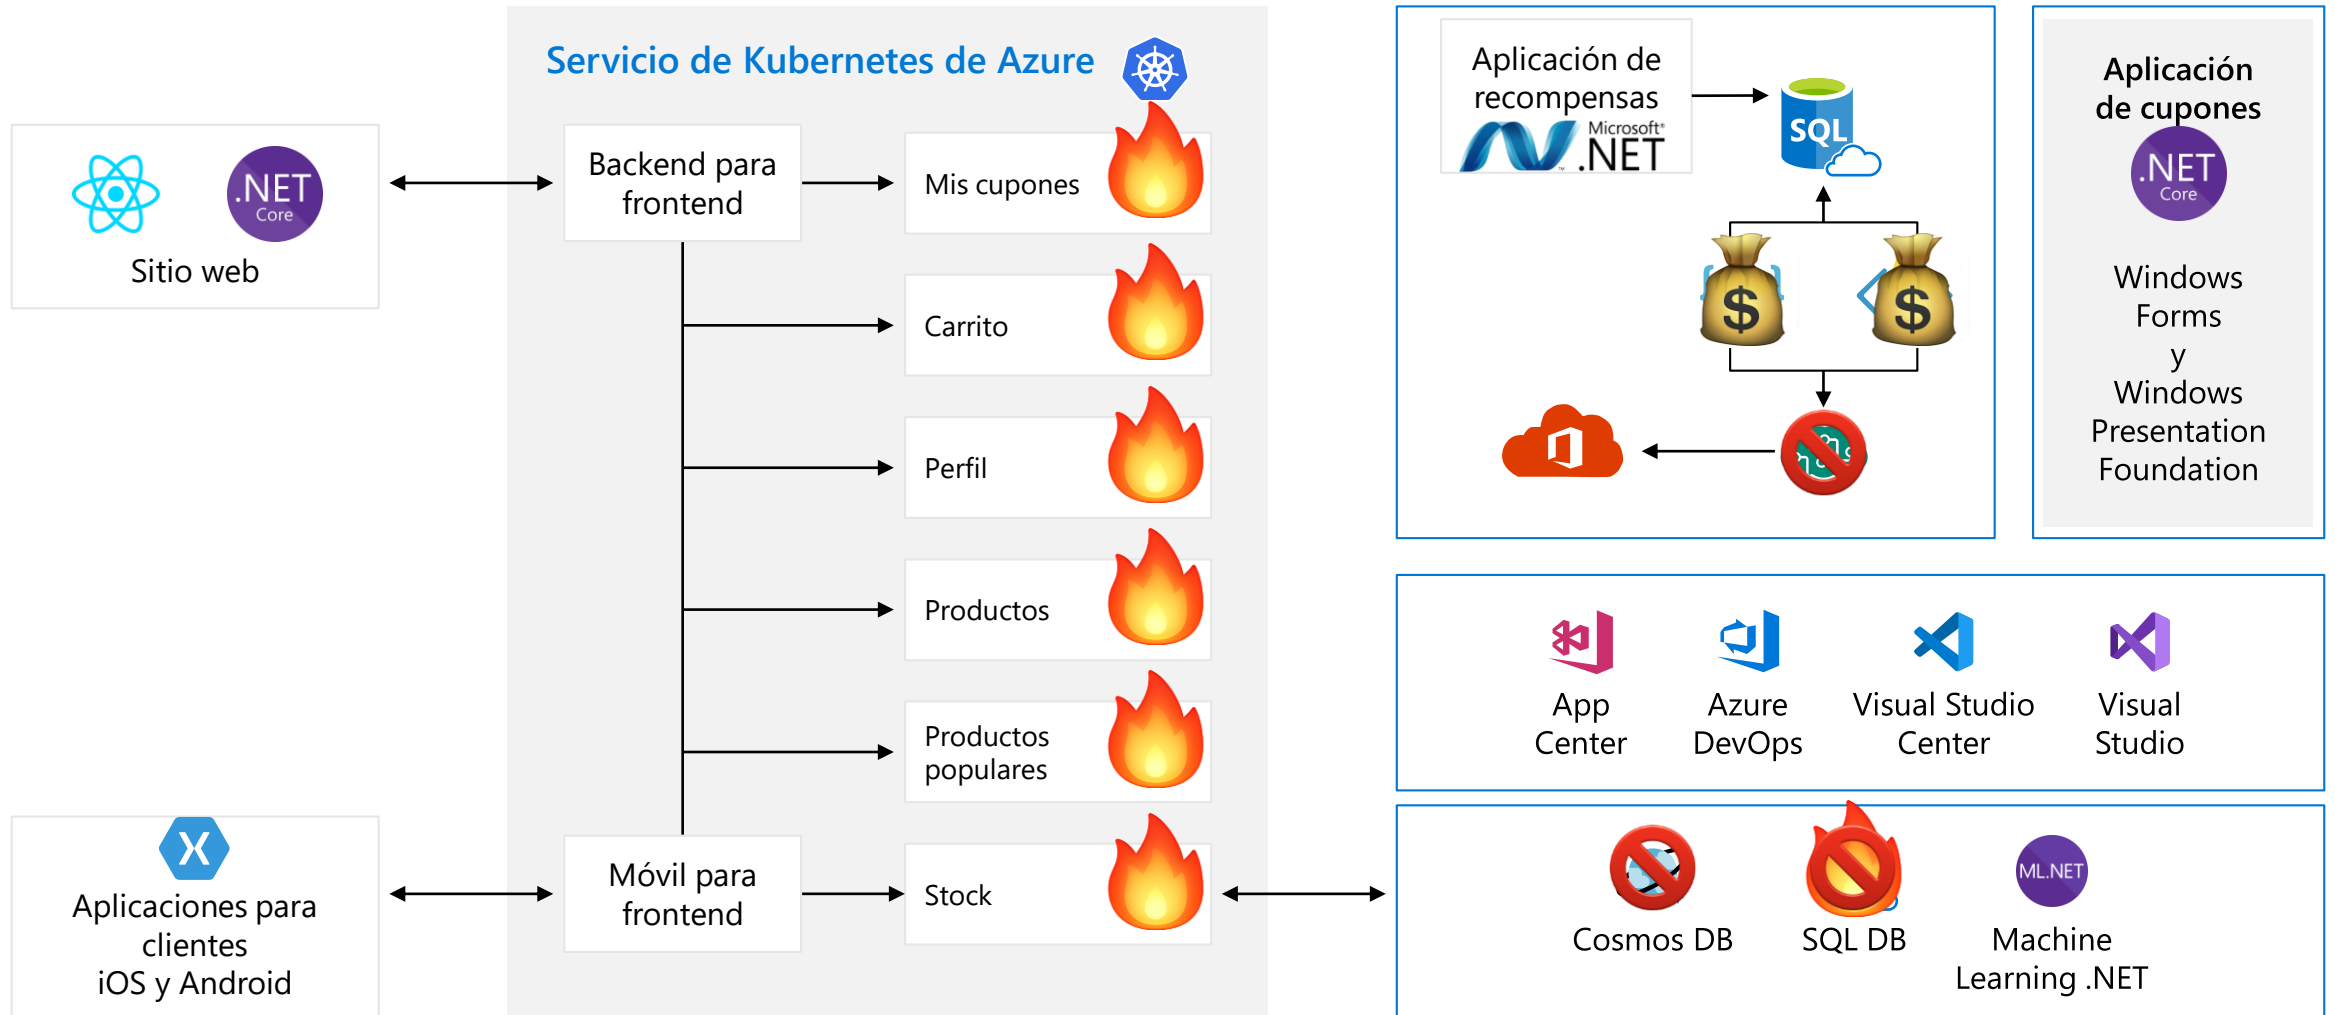 Servicio de Kubernetes de Azure
.NET
Core
Sitio web
Backend para
frontend
Mis cupones
Carrito
Perfil
Productos
Productos
populares
Stock
Móvil para
frontend
X
Aplicaciones para
clientes
iOS y Android
Aplicación de
recompensas
Microsoft®
.NET
SQL
$
$
Aplicación
de cupones
.NET
Core
Windows
Forms
y
Windows
Presentation
Foundation
App
Center
Azure
DevOps
Visual Studio
Center
Visual
Studio
Cosmos DB
SQL DB
ML.NET
Machine
Learning .NET